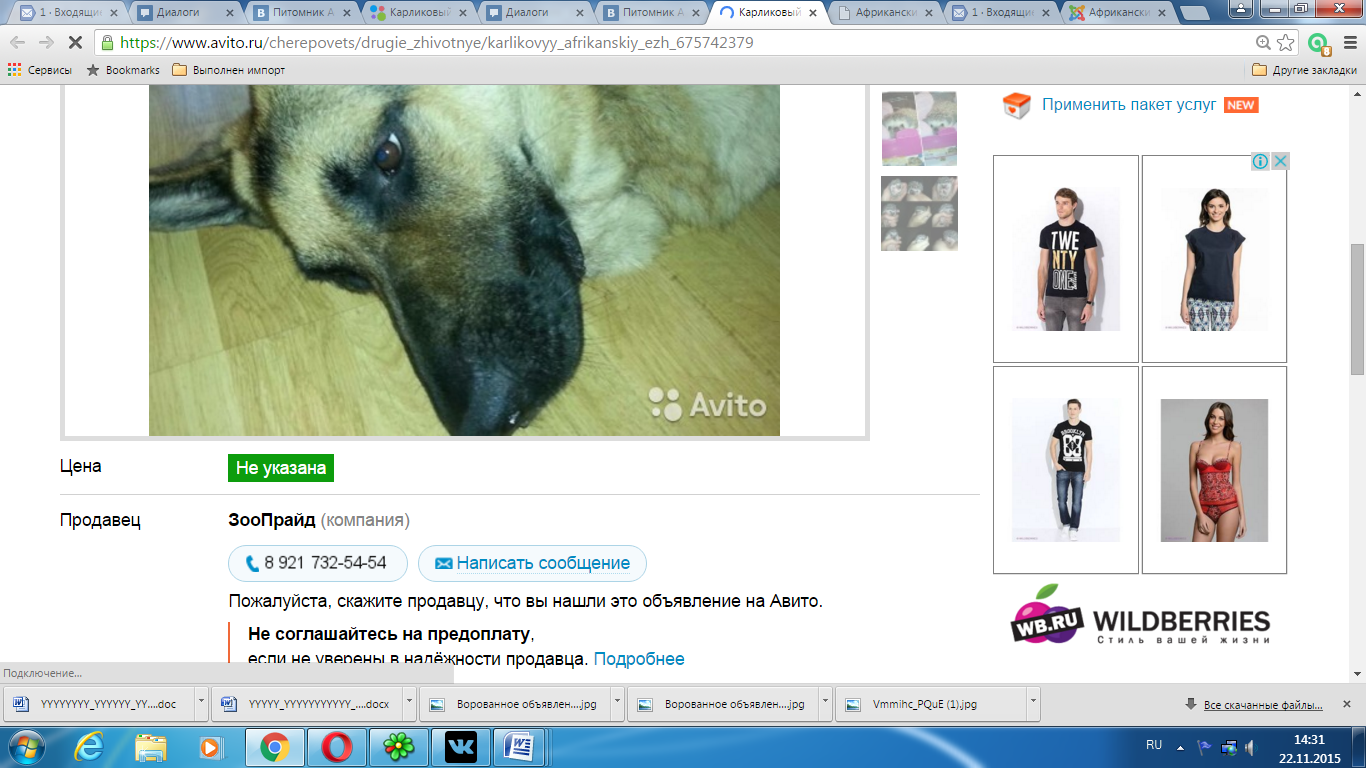 1 · Входящие
Диалоги
Питомник А
Карликовый
Диалоги
Питомник А
Карликовый
Африкански
1 · Входящие
Африкански
https://www.avito.ru/cherepovets/drugie_zhivotnye/karlikovyy_afrikanskiy_ezh_675742379
8
Сервисы
Bookmarks
Выполнен импорт
Другие закладки
Применить пакет услуг NEW
TWE
NTY
ONE
BROOKLYN
Avito
Цена
Не указана
Продавец
ЗооПрайд (компания)
8 921 732-54-54
Написать сообщение
Пожалуйста, скажите продавцу, что вы нашли это объявление на Авито.
Не соглашайтесь на предоплату,
если не уверены в надёжности продавца. Подробнее
WB.RU WILDBERRIES
Стиль вашей жизни
Подключение...
YYYYYYYY_YYYYYY_YY....doc
YYYYY_YYYYYYYYYYY_....docx
Ворованное объявлен....jpg
Ворованное объявлен....jpg
Vmmihc_PQuE (1).jpg
Все скачанные файлы...
RU
14:31
22.11.2015